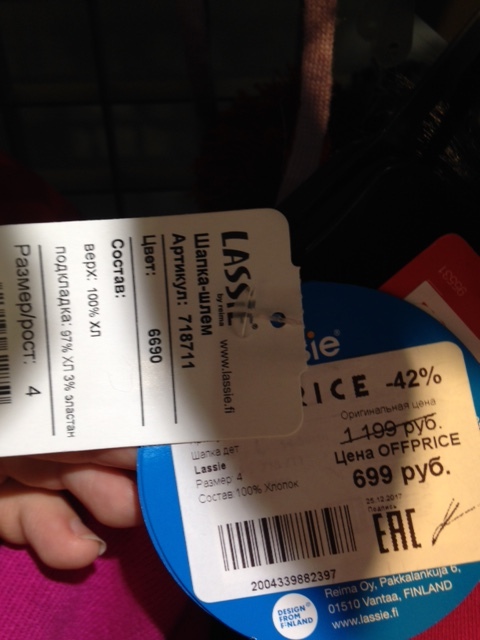 LASSIE
by reima
www.lassie.fi
Шапка-шлем
Артикул: 718711
Цвет: 6690
Состав:
верх: 100% ХЛ
подкладка: 97% ХЛ 3% эластан
Размер/рост: 4
sie®
RICE -42%
Оригинальная цена
1 199 руб.
Цена OFFPRICE
699 руб.
Шапка дет
Lassie
Размер: 4
Состав:100% Хлопок
25.12.2017
Подпись
EAC
2004339882397
DESIGN
FROM
FINLAND
Reima Oy, Pakkalankuja 6,
01510 Vantaa, FINLAND
www.lassie.fi